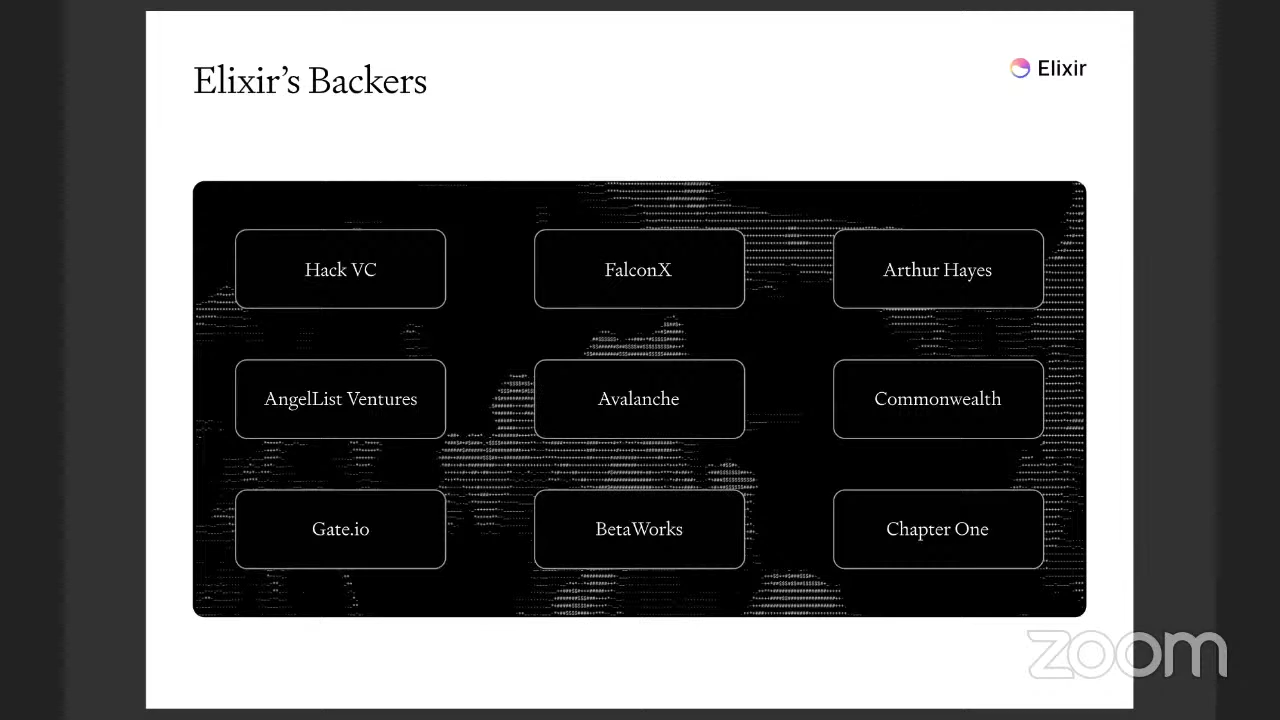 Elixir’s Backers
Elixir
Hack VC
FalconX
Arthur Hayes
AngelList Ventures
Avalanche
Commonwealth
Gate.io
BetaWorks
Chapter One
zoom